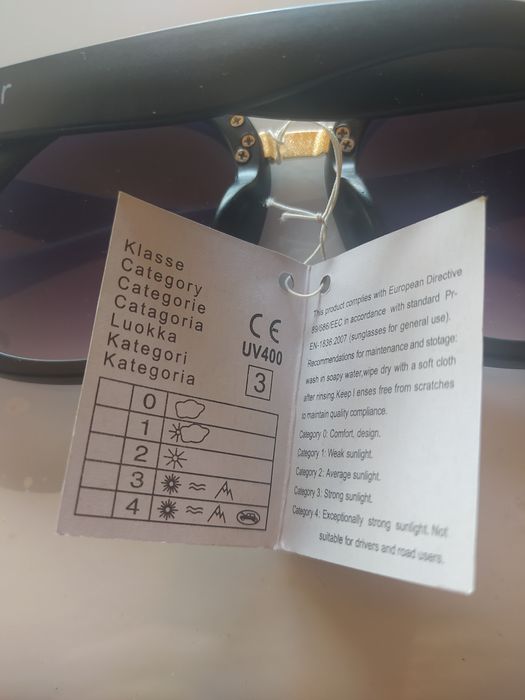 r
Klasse
Category
Categorie
Catagoria
Luokka
Kategori
Kategoria
CE
UV400
3
0
1
2
3
4
This product complies with European Directive
89/686/EEC in accordance with standard Pr-
EN-1836:2007 (sunglasses for general use).
Recommendations for maintenance and stotage:
wash in soapy water,wipe dry with a soft cloth
after rinsing.Keep l enses free from scratches
to maintain quality compliance.
Category 0: Comfort, design.
Category 1: Weak sunlight.
Category 2: Average sunlight.
Category 3: Strong sunlight.
Category 4: Exceptionally strong sunlight. Not
suitable for drivers and road users.